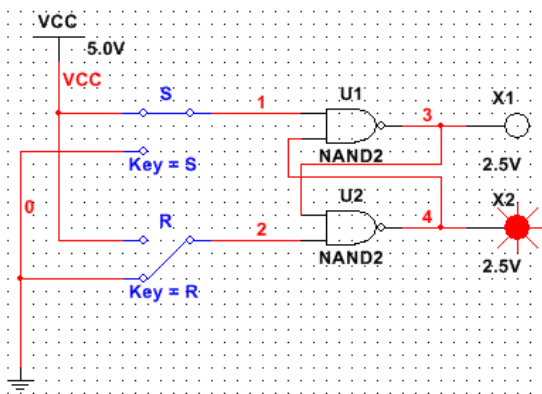 VCC
5.0V
VCC
S
1
U1
3
X1
NAND2
2.5V
Key = S
0
U2
4
X2
R
2
NAND2
2.5V
Key = R